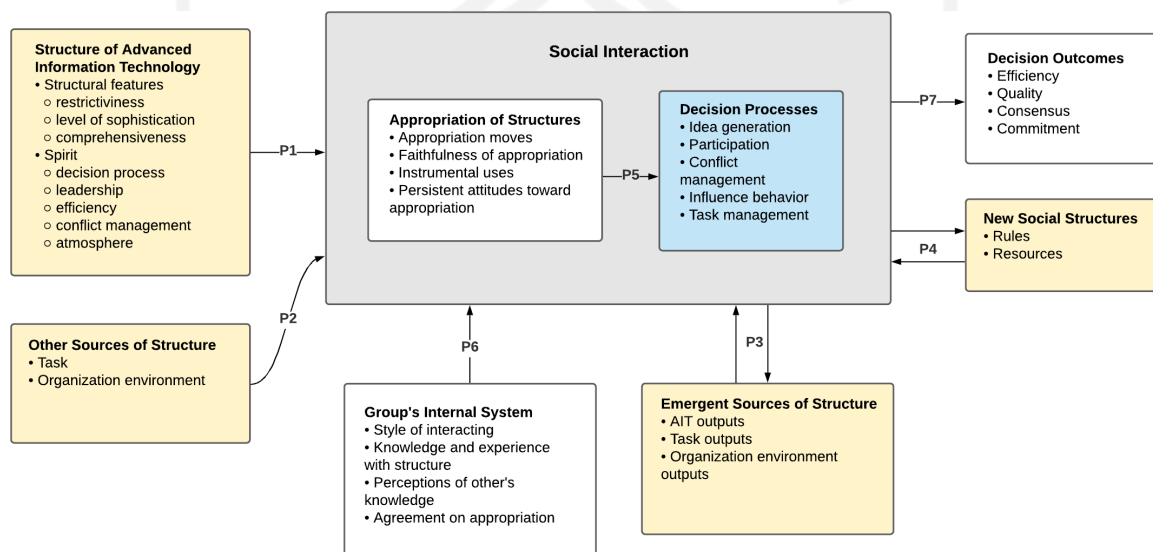 Structure of Advanced
Information Technology
• Structural features
○ restrictiveness
○ level of sophistication
○ comprehensiveness
• Spirit
○ decision process
○ leadership
○ efficiency
○ conflict management
○ atmosphere
P1
Other Sources of Structure
• Task
• Organization environment
P2
Social Interaction
Appropriation of Structures
• Appropriation moves
• Faithfulness of appropriation
• Instrumental uses
• Persistent attitudes toward
appropriation
P5
Decision Processes
• Idea generation
• Participation
• Conflict
management
• Influence behavior
• Task management
P7
Decision Outcomes
• Efficiency
• Quality
• Consensus
• Commitment
P4
New Social Structures
• Rules
• Resources
P6
Group's Internal System
• Style of interacting
• Knowledge and experience
with structure
• Perceptions of other's
knowledge
• Agreement on appropriation
P3
Emergent Sources of Structure
• AIT outputs
• Task outputs
• Organization environment
outputs